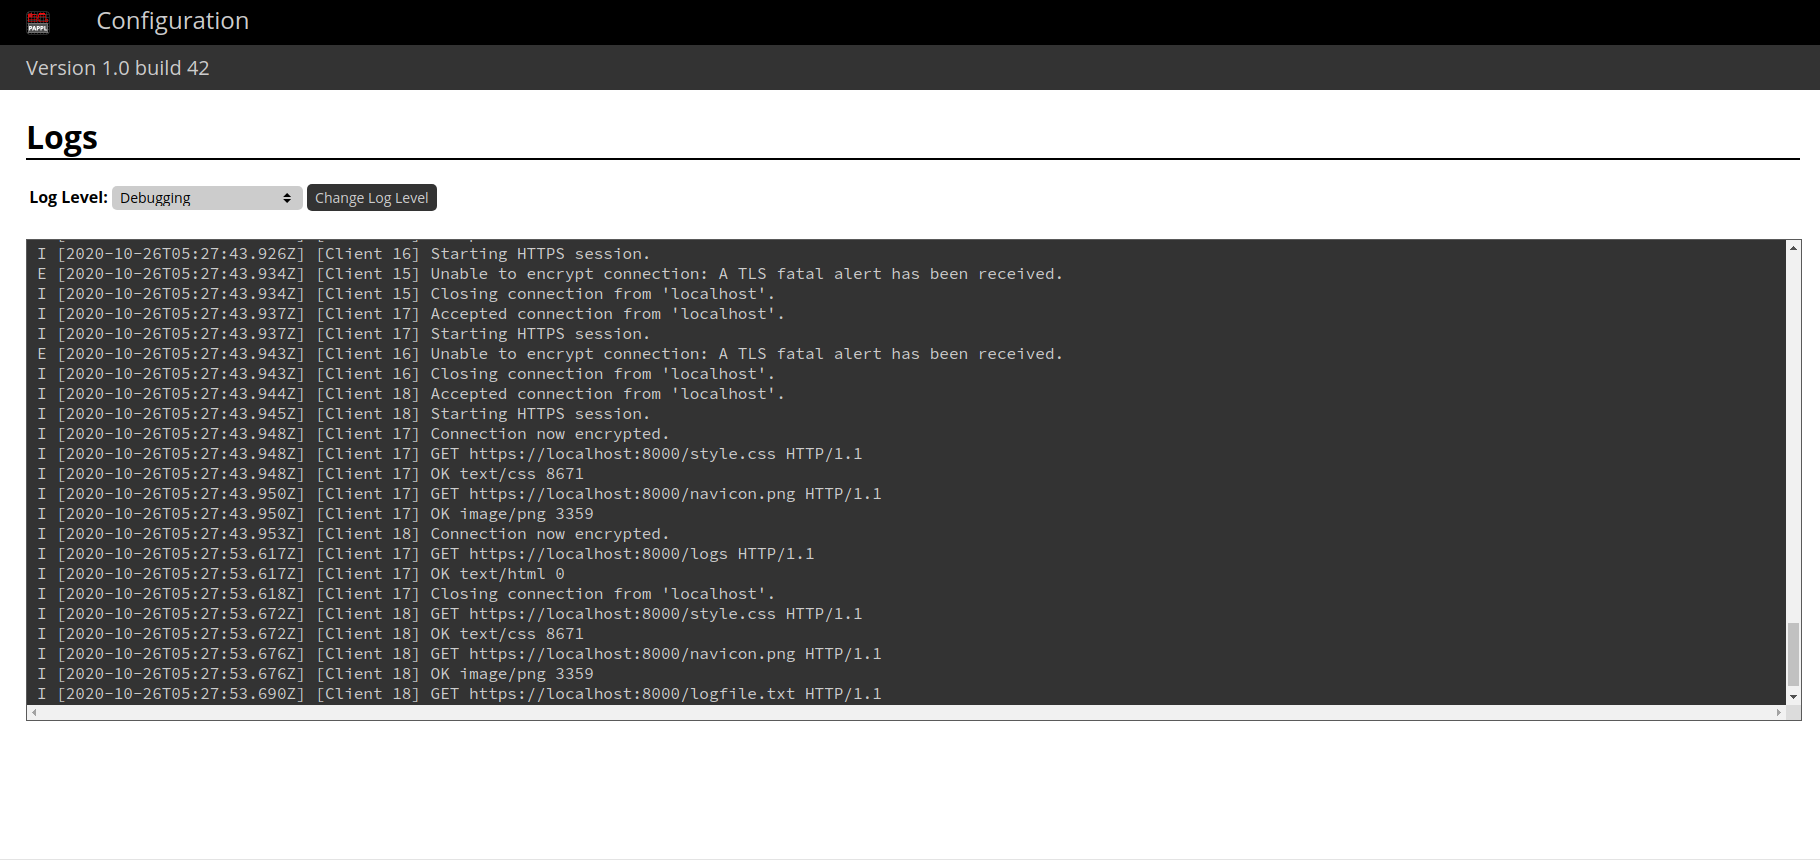 PAPPL
Configuration
Version 1.0 build 42
Logs
Log Level: Debugging Change Log Level
I [2020-10-26T05:27:43.926Z] [Client 16] Starting HTTPS session.
E [2020-10-26T05:27:43.934Z] [Client 15] Unable to encrypt connection: A TLS fatal alert has been received.
I [2020-10-26T05:27:43.934Z] [Client 15] Closing connection from 'localhost'.
I [2020-10-26T05:27:43.937Z] [Client 17] Accepted connection from 'localhost'.
I [2020-10-26T05:27:43.937Z] [Client 17] Starting HTTPS session.
E [2020-10-26T05:27:43.943Z] [Client 16] Unable to encrypt connection: A TLS fatal alert has been received.
I [2020-10-26T05:27:43.943Z] [Client 16] Closing connection from 'localhost'.
I [2020-10-26T05:27:43.944Z] [Client 18] Accepted connection from 'localhost'.
I [2020-10-26T05:27:43.945Z] [Client 18] Starting HTTPS session.
I [2020-10-26T05:27:43.948Z] [Client 17] Connection now encrypted.
I [2020-10-26T05:27:43.948Z] [Client 17] GET https://localhost:8000/style.css HTTP/1.1
I [2020-10-26T05:27:43.948Z] [Client 17] OK text/css 8671
I [2020-10-26T05:27:43.950Z] [Client 17] GET https://localhost:8000/navicon.png HTTP/1.1
I [2020-10-26T05:27:43.950Z] [Client 17] OK image/png 3359
I [2020-10-26T05:27:43.953Z] [Client 18] Connection now encrypted.
I [2020-10-26T05:27:53.617Z] [Client 17] GET https://localhost:8000/logs HTTP/1.1
I [2020-10-26T05:27:53.617Z] [Client 17] OK text/html 0
I [2020-10-26T05:27:53.618Z] [Client 17] Closing connection from 'localhost'.
I [2020-10-26T05:27:53.672Z] [Client 18] GET https://localhost:8000/style.css HTTP/1.1
I [2020-10-26T05:27:53.672Z] [Client 18] OK text/css 8671
I [2020-10-26T05:27:53.676Z] [Client 18] GET https://localhost:8000/navicon.png HTTP/1.1
I [2020-10-26T05:27:53.676Z] [Client 18] OK image/png 3359
I [2020-10-26T05:27:53.690Z] [Client 18] GET https://localhost:8000/logfile.txt HTTP/1.1